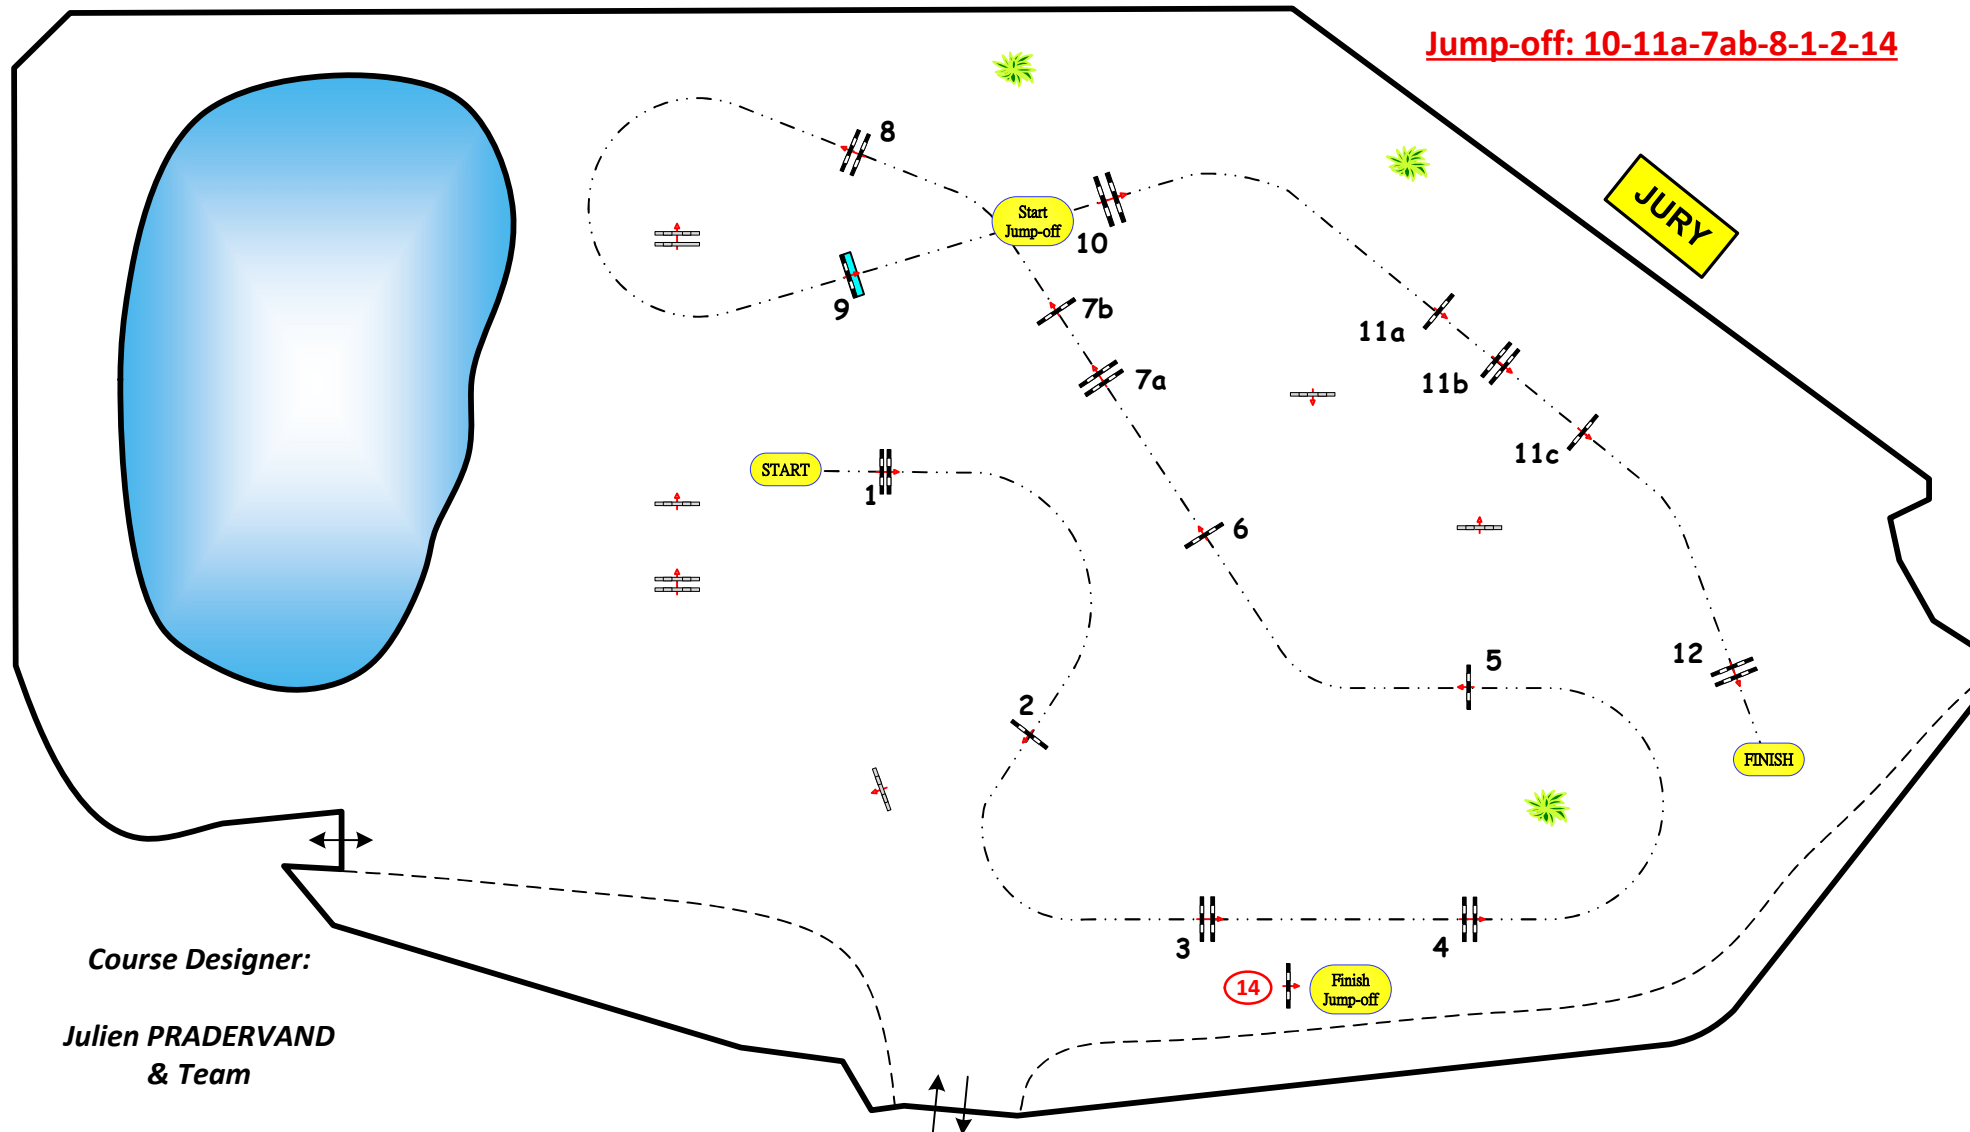 Jump-off: 10-11a-7ab-8-1-2-14
JURY
8
Start
Jump-off
10
9
7b
7a
11a
11b
11c
START
1
6
2
5
12
FINISH
3
4
14
Finish
Jump-off
Course Designer:
Julien PRADERVAND
& Team